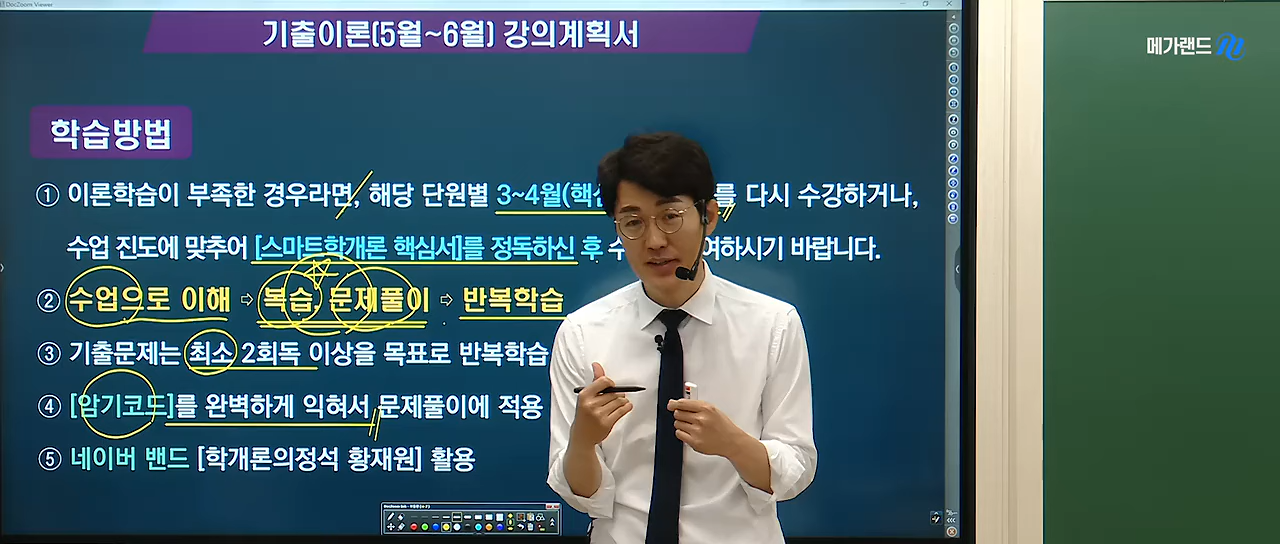 DocZoom Viewer
기출이론(5월~6월) 강의계획서
메가랜드
학습방법
① 이론학습이 부족한 경우라면, 해당 단원별 3~4월(핵심 를 다시 수강하거나,
수업 진도에 맞추어 [스마트학개론 핵심서]를 정독하신 후 수 여하시기 바랍니다.
② 수업으로 이해 ⇨ 복습, 문제풀이 ⇨ 반복학습
③ 기출문제는 최소 2회독 이상을 목표로 반복학습
④ [암기코드]를 완벽하게 익혀서 문제풀이에 적용
⑤ 네이버 밴드 [학개론의정석 황재원] 활용